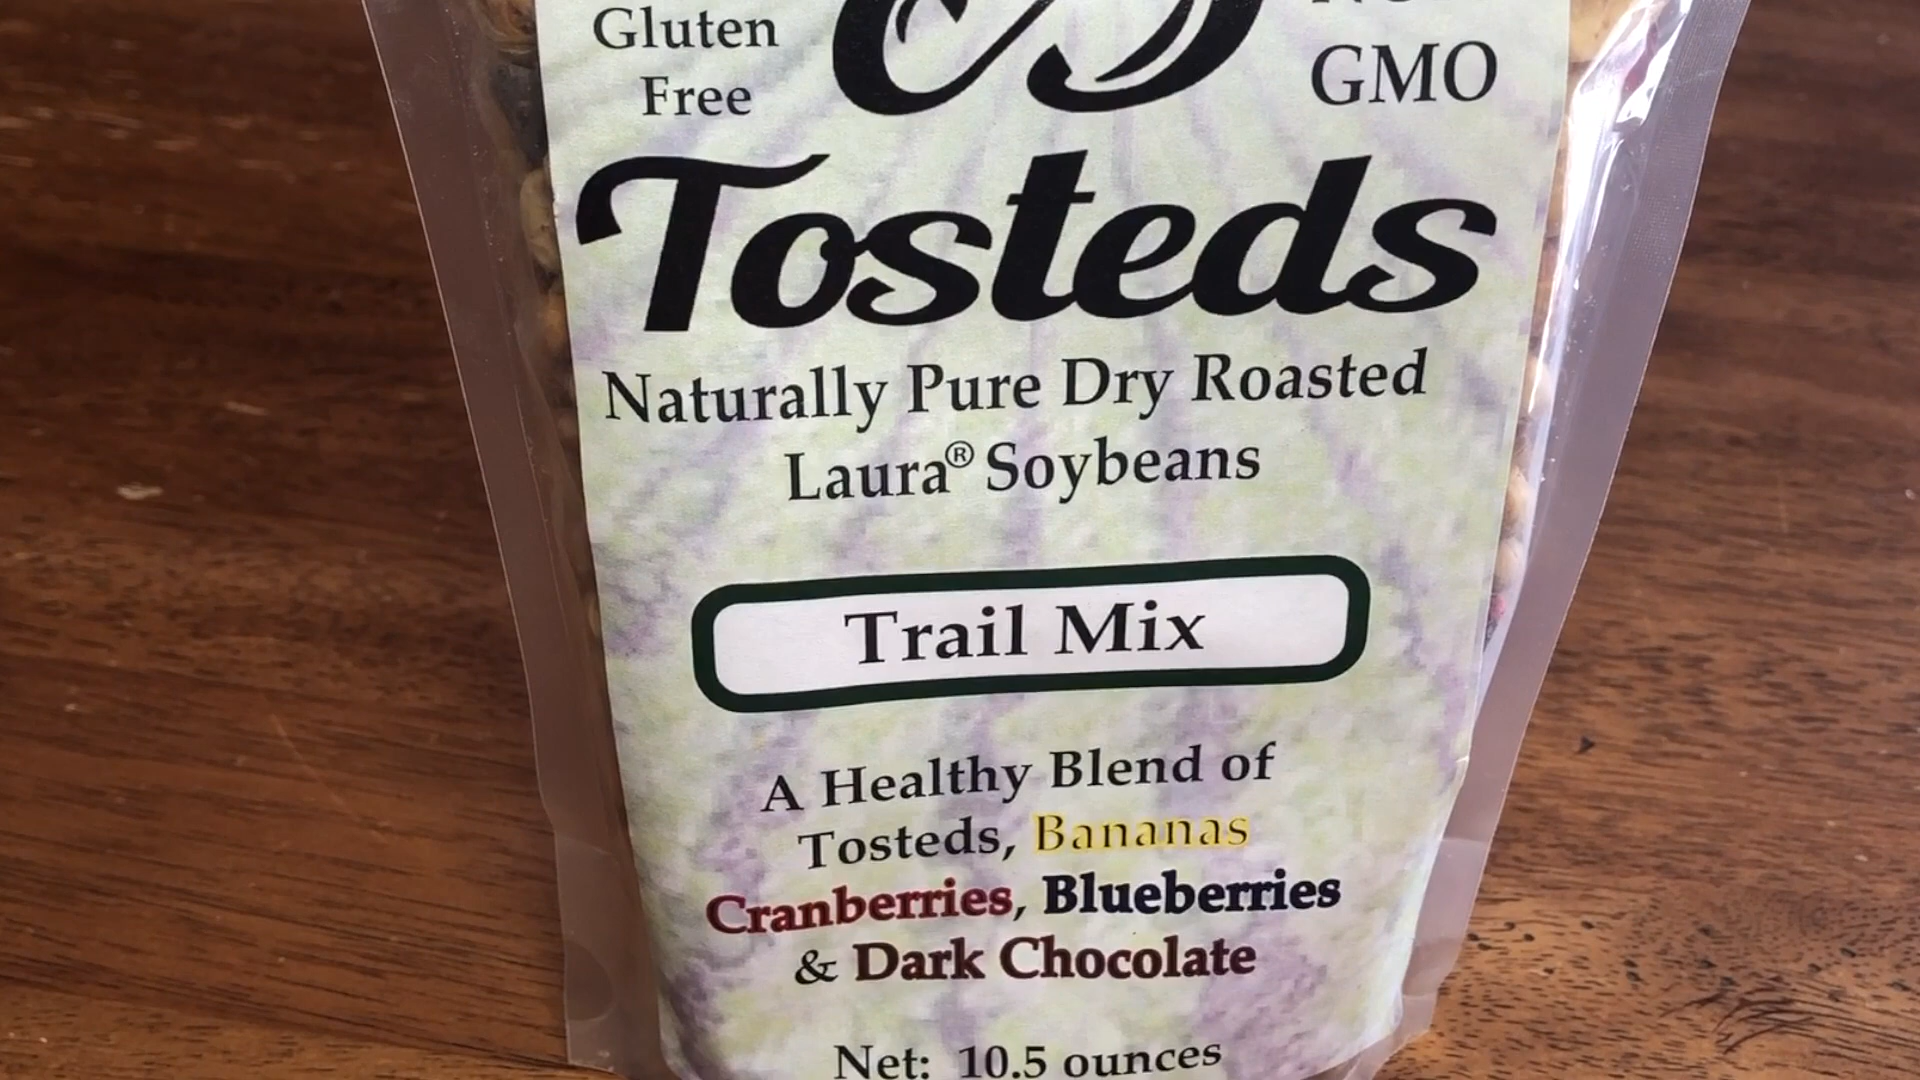 Gluten
Free
GMO
Tosteds
Naturally Pure Dry Roasted
Laura® Soybeans
Trail Mix
A Healthy Blend of
Tosteds, Bananas
Cranberries, Blueberries
& Dark Chocolate
Net: 10.5 ounces